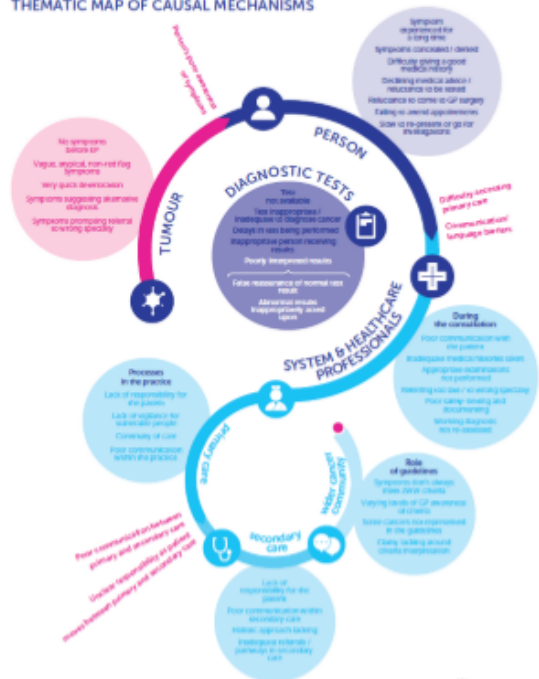 THEMATIC MAP OF CAUSAL MECHANISMS
Person's poor awareness
of symptoms
Symptom
experienced for
a long time
Symptoms concealed / denied
Difficulty giving a good
medical history
Declining medical advice /
reluctance to be
Reluctance to come to GP surgery
Failing to attend appointments
Slow to re-present or go for
investigations
PERSON
No symptoms
before EP
Vague, atypical, non-red flag
symptoms
Very quick deterioration
Symptoms suggesting alternative
diagnosis
Symptoms prompting referral
to wrong specialty
TUMOUR
DIAGNOSTIC TESTS
Test
not available
Test inappropriate /
inadequate to diagnose cancer
Delays in test being performed
Inappropriate person receiving
results
Poorly interpreted results
False reassurance of normal test
result
Abnormal results
inappropriately acted
upon
Difficulty accessing
primary care
Communication/
language barriers
SYSTEM & HEALTHCARE
PROFESSIONALS
During
the consultation
Poor communication with
the patient
Inadequate medical histories taken
Appropriate examinations
not performed
Referring too late / to wrong specialty
Poor safety-netting and
documenting
Working diagnosis
not re-assessed
Processes
in the practice
Lack of responsibility for
the patient
Lack of vigilance for
vulnerable people
Continuity of care
Poor communication
within the practice
primary care
wider cancer
community
Role
of guidelines
Symptoms don't always
meet criteria
Varying levels of GP awareness
of criteria
Some cancers not represented
in the guidelines
Clarity lacking around
criteria
secondary
care
Poor communication between
primary and secondary care
Unclear responsibility as patient
moves between primary and secondary care
Lack of
responsibility for the
patient
Poor communication within
secondary care
Holistic approach lacking
Inadequate referrals /
pathways in secondary
care